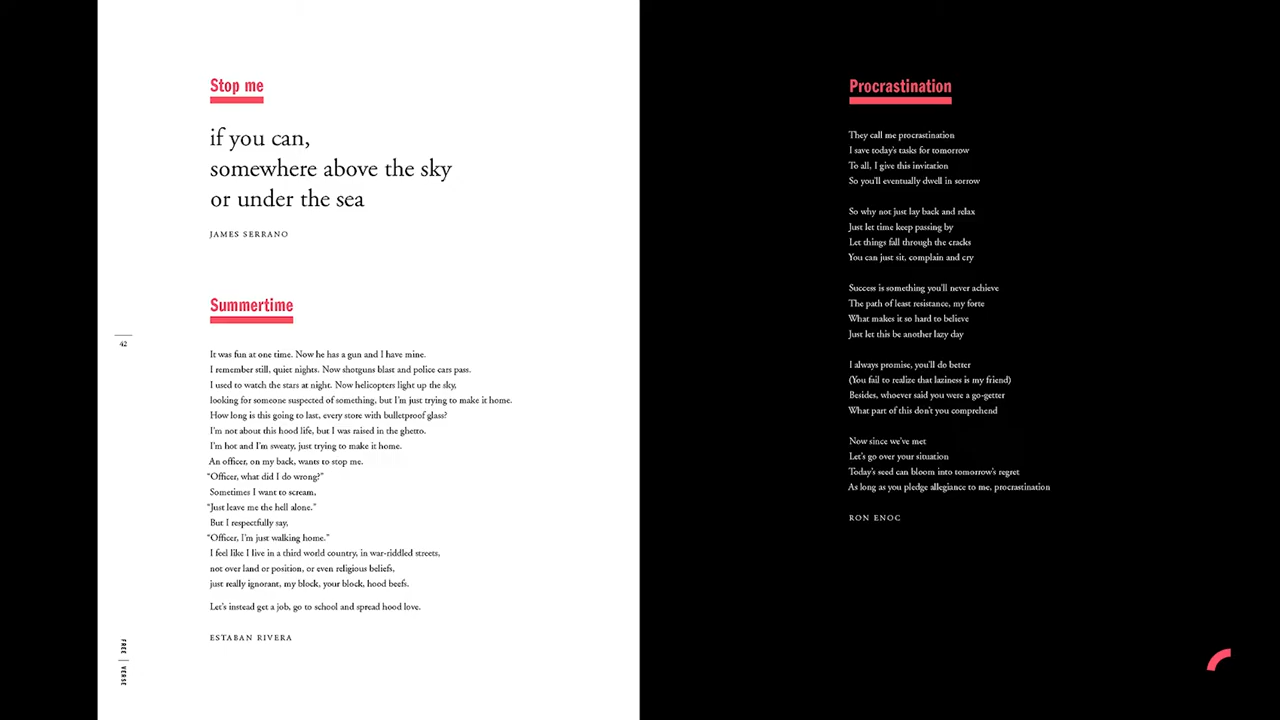 Stop me
if you can,
somewhere above the sky
or under the sea
JAMES SERRANO
Summertime
It was fun at one time. Now he has a gun and I have mine.
I remember still, quiet nights. Now shotguns blast and police cars pass.
I used to watch the stars at night. Now helicopters light up the sky,
looking for someone suspected of something, but I'm just trying to make it home.
How long is this going to last, every store with bulletproof glass?
I'm not about this hood life, but I was raised in the ghetto.
I'm hot and I'm sweaty, just trying to make it home.
An officer, on my back, wants to stop me.
“Officer, what did I do wrong?”
Sometimes I want to scream,
“Just leave me the hell alone.”
But I respectfully say,
“Officer, I'm just walking home.”
I feel like I live in a third world country, in war-riddled streets,
not over land or position, or even religious beliefs,
just really ignorant, my block, your block, hood beefs.
Let's instead get a job, go to school and spread hood love.
ESTABAN RIVERA
42
FREE | VERSE
Procrastination
They call me procrastination
I save today's tasks for tomorrow
To all, I give this invitation
So you'll eventually dwell in sorrow
So why not just lay back and relax
Just let time keep passing by
Let things fall through the cracks
You can just sit, complain and cry
Success is something you'll never achieve
The path of least resistance, my forte
What makes it so hard to believe
Just let this be another lazy day
I always promise, you'll do better
(You fail to realize that laziness is my friend)
Besides, whoever said you were a go-getter
What part of this don't you comprehend
Now since we've met
Let's go over your situation
Today's seed can bloom into tomorrow's regret
As long as you pledge allegiance to me, procrastination
RON ENOC